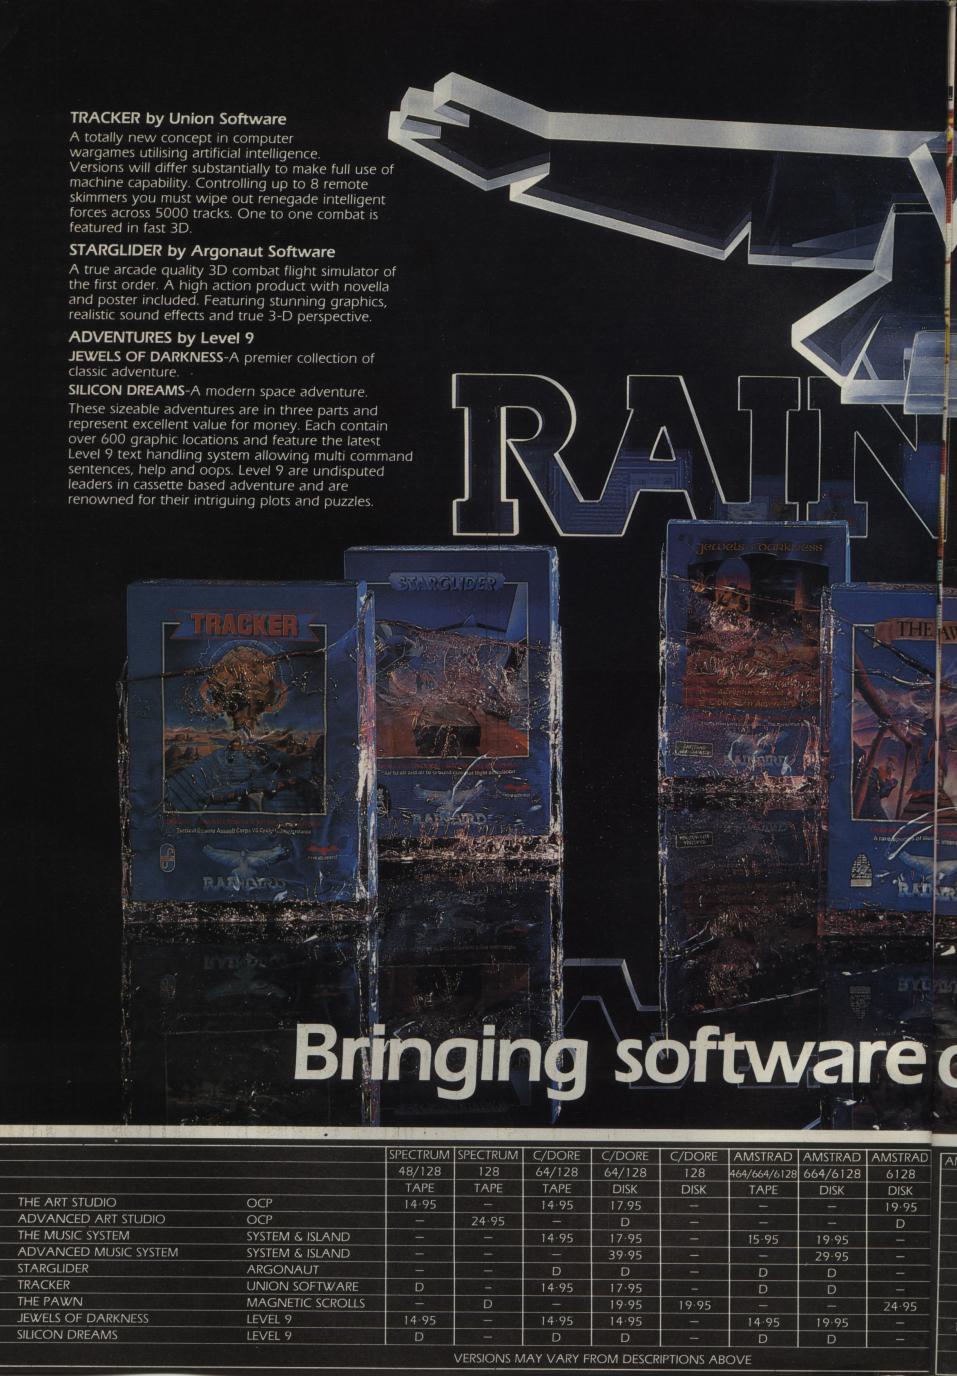 TRACKER by Union Software
A totally new concept in computer
wargames utilising artificial intelligence.
Versions will differ substantially to make full use of
machine capability. Controlling up to 8 remote
skimmers you must wipe out renegade intelligent
forces across 5000 tracks. One to one combat is
featured in fast 3D.
STARGLIDER by Argonaut Software
A true arcade quality 3D combat flight simulator of
the first order. A high action product with novella
and poster included. Featuring stunning graphics,
realistic sound effects and true 3-D perspective.
ADVENTURES by Level 9
JEWELS OF DARKNESS-A premier collection of
classic adventure.
SILICON DREAMS-A modern space adventure.
These sizeable adventures are in three parts and
represent excellent value for money. Each contain
over 600 graphic locations and feature the latest
Level 9 text handling system allowing multi command
sentences, help and oops. Level 9 are undisputed
leaders in cassette based adventure and are
renowned for their intriguing plots and puzzles.
RAIN
TRACKER
RAINBIRD
STARGLIDER
RAINBIRD
JEWELS OF DARKNESS
RAINBIRD
THE
Bringing software
SPECTRUM SPECTRUM C/DORE C/DORE C/DORE AMSTRAD AMSTRAD AMSTRAD
48/128 128 64/128 64/128 128 464/664/6128 664/6128 6128
TAPE TAPE TAPE DISK DISK TAPE DISK DISK
THE ART STUDIO OCP 14·95 – 14·95 17.95 – – – 19·95
ADVANCED ART STUDIO OCP – 24·95 – D – – – D
THE MUSIC SYSTEM SYSTEM & ISLAND – – 14·95 17·95 – 15·95 19·95 –
ADVANCED MUSIC SYSTEM SYSTEM & ISLAND – – – 39·95 – – 29·95 –
STARGLIDER ARGONAUT – – D D – D D –
TRACKER UNION SOFTWARE D – 14·95 17·95 – D D –
THE PAWN MAGNETIC SCROLLS – D – 19·95 19·95 – – 24·95
JEWELS OF DARKNESS LEVEL 9 14·95 – 14·95 14·95 – 14·95 19·95 –
SILICON DREAMS LEVEL 9 D – D D – D D –
VERSIONS MAY VARY FROM DESCRIPTIONS ABOVE